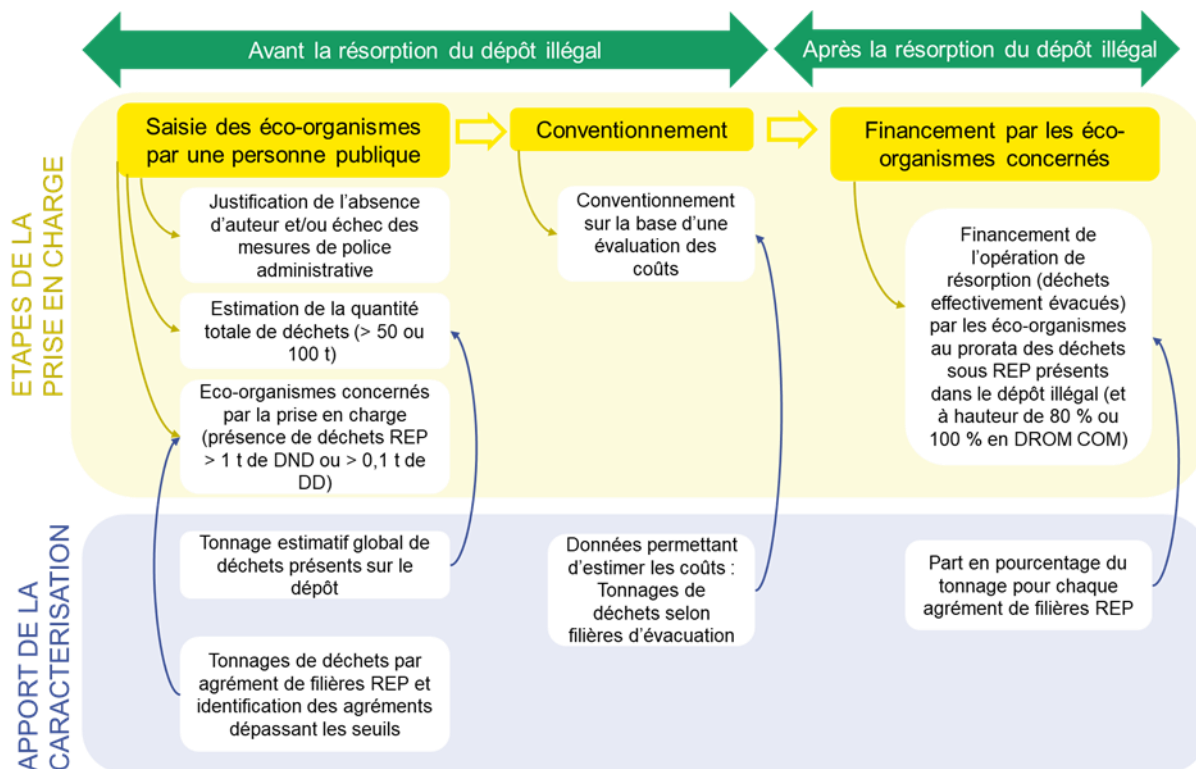 Avant la résorption du dépôt illégal
Après la résorption du dépôt illégal
ETAPES DE LA
PRISE EN CHARGE
Saisie des éco-organismes
par une personne publique
Conventionnement
Financement par les éco-
organismes concernés
Justification de l'absence
d'auteur et/ou échec des
mesures de police
administrative
Estimation de la quantité
totale de déchets (> 50 ou
100 t)
Eco-organismes concernés
par la prise en charge
(présence de déchets REP
> 1 t de DND ou > 0,1 t de
DD)
Conventionnement
sur la base d'une
évaluation des
coûts
Financement de
l'opération de
résorption (déchets
effectivement évacués)
par les éco-organismes
au prorata des déchets
sous REP présents
dans le dépôt illégal (et
à hauteur de 80 % ou
100 % en DROM COM)
APPORT DE LA
CARACTERISATION
Tonnage estimatif global de
déchets présents sur le
dépôt
Tonnages de déchets par
agrément de filières REP et
identification des agréments
dépassant les seuils
Données permettant
d'estimer les coûts :
Tonnages de
déchets selon
filières d'évacuation
Part en pourcentage du
tonnage pour chaque
agrément de filières REP